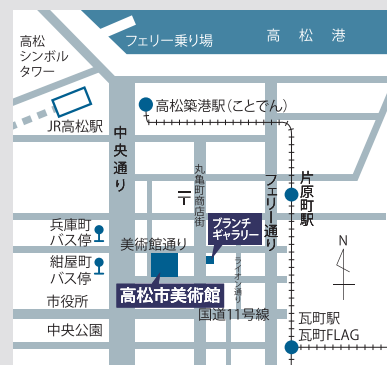 高松
シンボル
タワー
フェリー乗り場
高松港
JR高松駅
高松築港駅(ことでん)
中央通り
丸亀町商店街
〒
フェリー通り
片原町駅
兵庫町
バス停
美術館通り
ブランチ
ギャラリー
紺屋町
バス停
ライオン通り
N
市役所
高松市美術館
国道11号線
中央公園
瓦町駅
瓦町FLAG